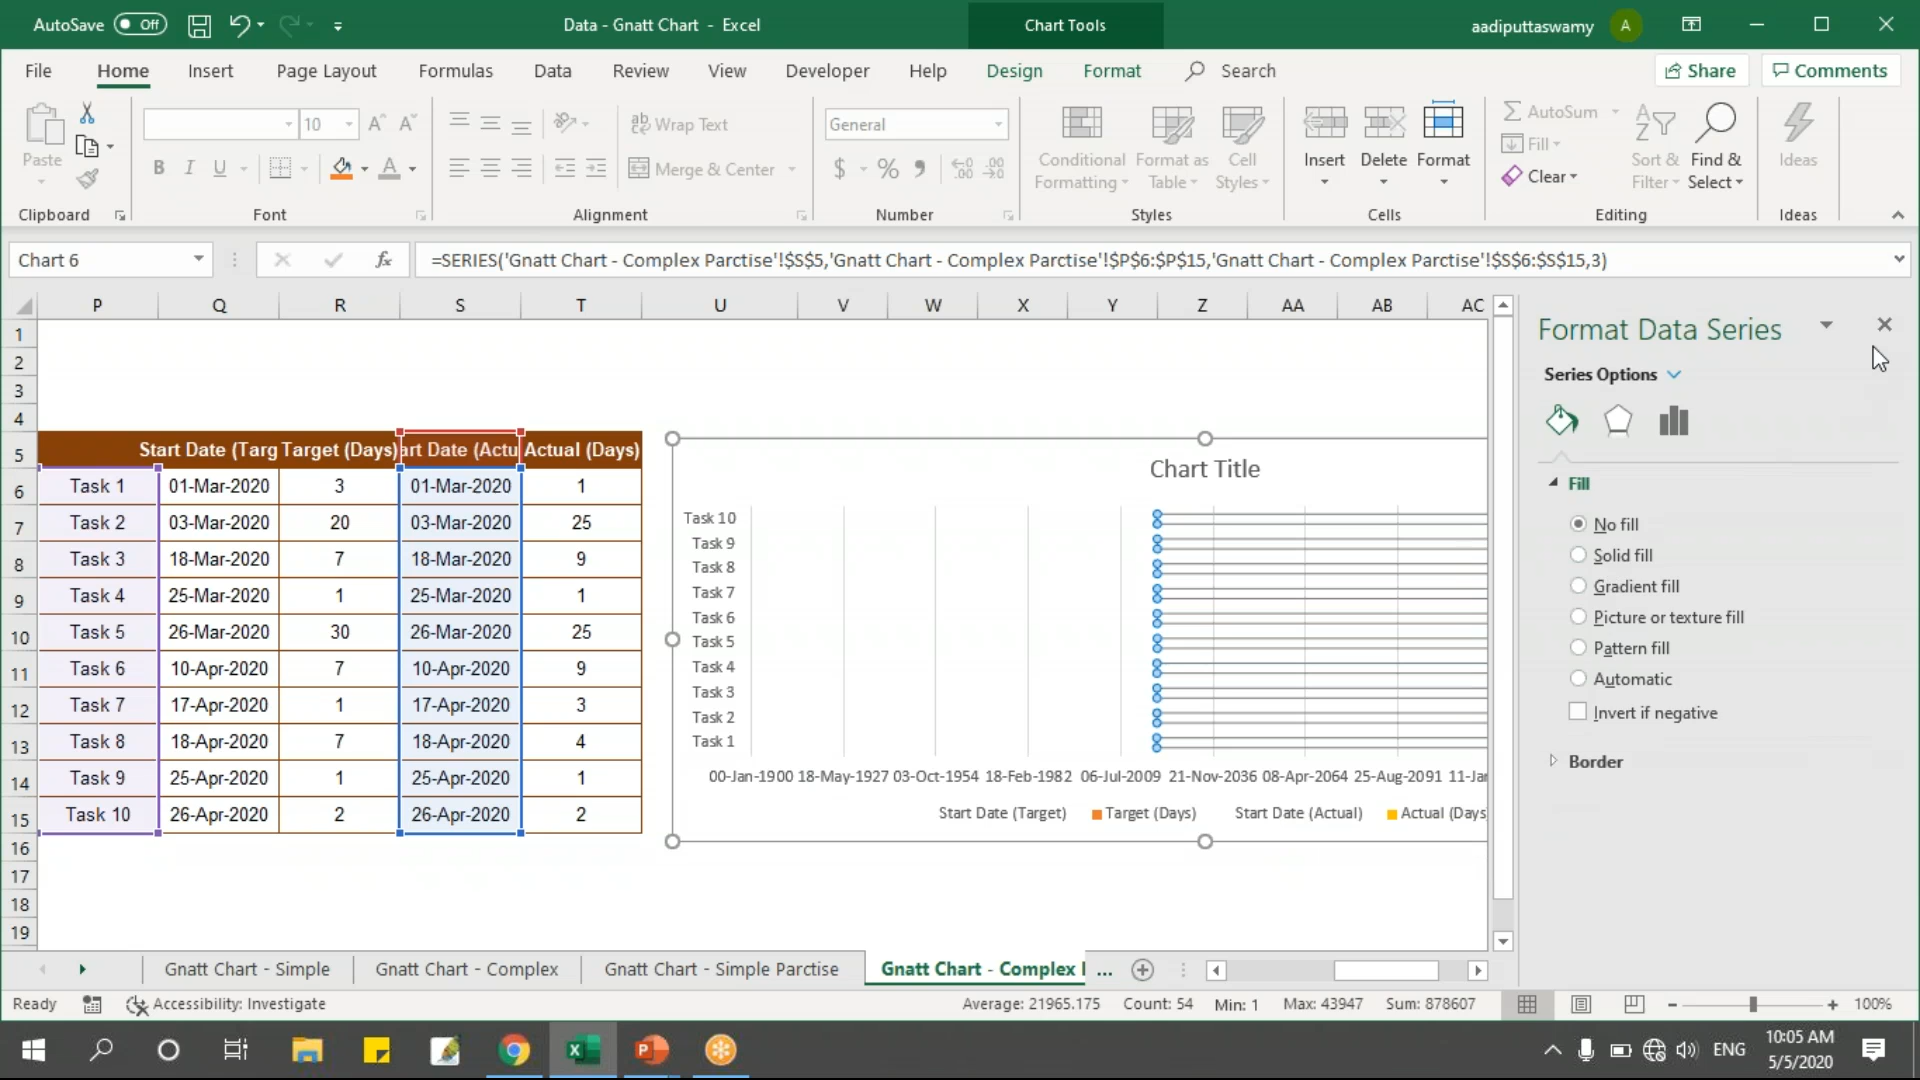 AutoSave Off Data - Gnatt Chart - Excel Chart Tools aadiputtaswamy A
File Home Insert Page Layout Formulas Data Review View Developer Help Design Format Search Share Comments
Paste 10 A A Wrap Text General Conditional Formatting Format as Table Cell Styles Insert Delete Format AutoSum Fill Clear Sort & Filter Find & Select Ideas
B I U A Merge & Center $ % ,
Clipboard Font Alignment Number Styles Cells Editing Ideas
Chart 6 fx =SERIES('Gnatt Chart - Complex Parctise'!$S$5,'Gnatt Chart - Complex Parctise'!$P$6:$P$15,'Gnatt Chart - Complex Parctise'!$S$6:$S$15,3)
P Q R S T U V W X Y Z AA AB AC
1
2
3
4
5 Start Date (Targ Target (Days) art Date (Actu Actual (Days)
6 Task 1 01-Mar-2020 3 01-Mar-2020 1
7 Task 2 03-Mar-2020 20 03-Mar-2020 25
8 Task 3 18-Mar-2020 7 18-Mar-2020 9
9 Task 4 25-Mar-2020 1 25-Mar-2020 1
10 Task 5 26-Mar-2020 30 26-Mar-2020 25
11 Task 6 10-Apr-2020 7 10-Apr-2020 9
12 Task 7 17-Apr-2020 1 17-Apr-2020 3
13 Task 8 18-Apr-2020 7 18-Apr-2020 4
14 Task 9 25-Apr-2020 1 25-Apr-2020 1
15 Task 10 26-Apr-2020 2 26-Apr-2020 2
16
17
18
19
Chart Title
Task 10
Task 9
Task 8
Task 7
Task 6
Task 5
Task 4
Task 3
Task 2
Task 1
00-Jan-1900 18-May-1927 03-Oct-1954 18-Feb-1982 06-Jul-2009 21-Nov-2036 08-Apr-2064 25-Aug-2091 11-Jan
Start Date (Target) Target (Days) Start Date (Actual) Actual (Days
Format Data Series
Series Options
Fill
No fill
Solid fill
Gradient fill
Picture or texture fill
Pattern fill
Automatic
Invert if negative
Border
Gnatt Chart - Simple Gnatt Chart - Complex Gnatt Chart - Simple Parctise Gnatt Chart - Complex ...
Ready Accessibility: Investigate Average: 21965.175 Count: 54 Min: 1 Max: 43947 Sum: 878607 100%
ENG 10:05 AM
5/5/2020